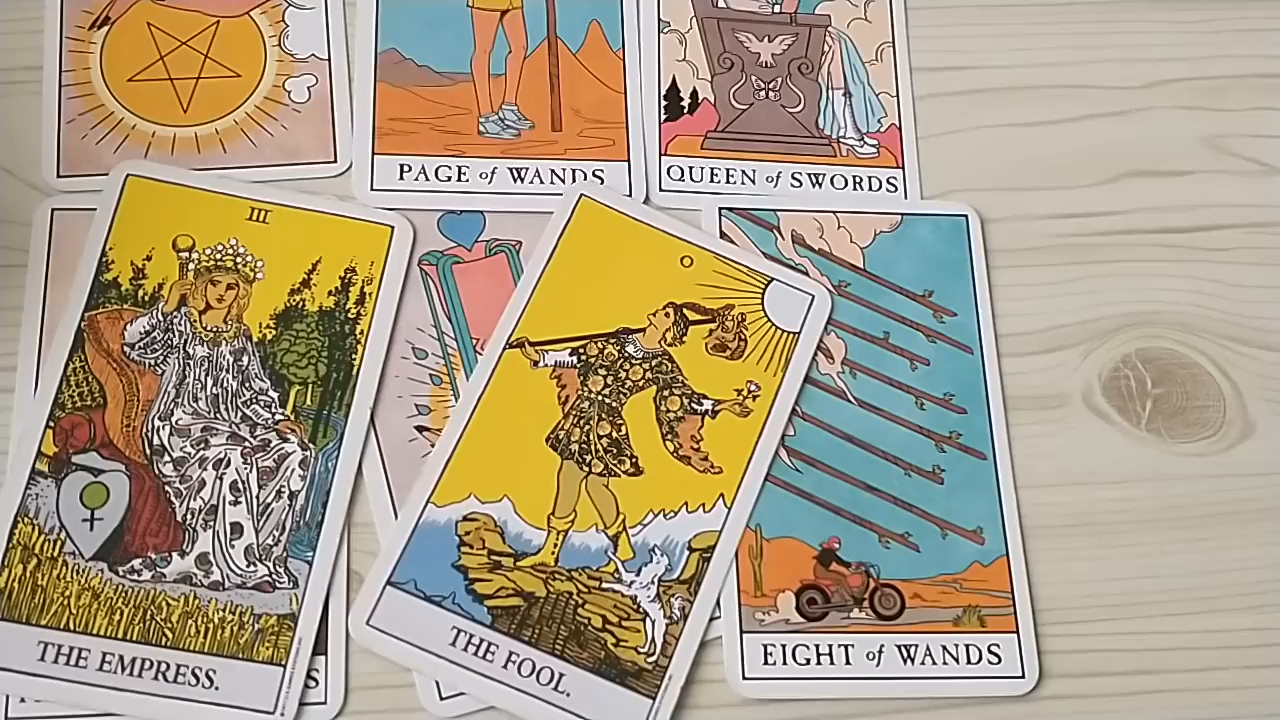 PAGE of WANDS
QUEEN of SWORDS
III
THE EMPRESS.
THE FOOL.
EIGHT of WANDS